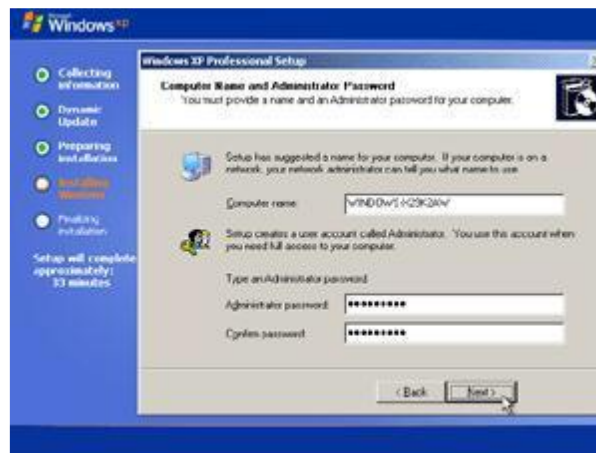 Microsoft
Windows xp
Collecting
information
Dynamic
Update
Preparing
installation
Installing
Windows
Finalizing
installation
Setup will complete
approximately:
33 minutes
Windows XP Professional Setup
Computer Name and Administrator Password
You must provide a name and an Administrator password for your computer.
Setup has suggested a name for your computer. If your computer is on a
network, your network administrator can tell you what name to use.
Computer name:
Setup creates a user account called Administrator. You use this account when
you need full access to your computer.
Type an Administrator password.
Administrator password:
Confirm password:
< Back
Next >